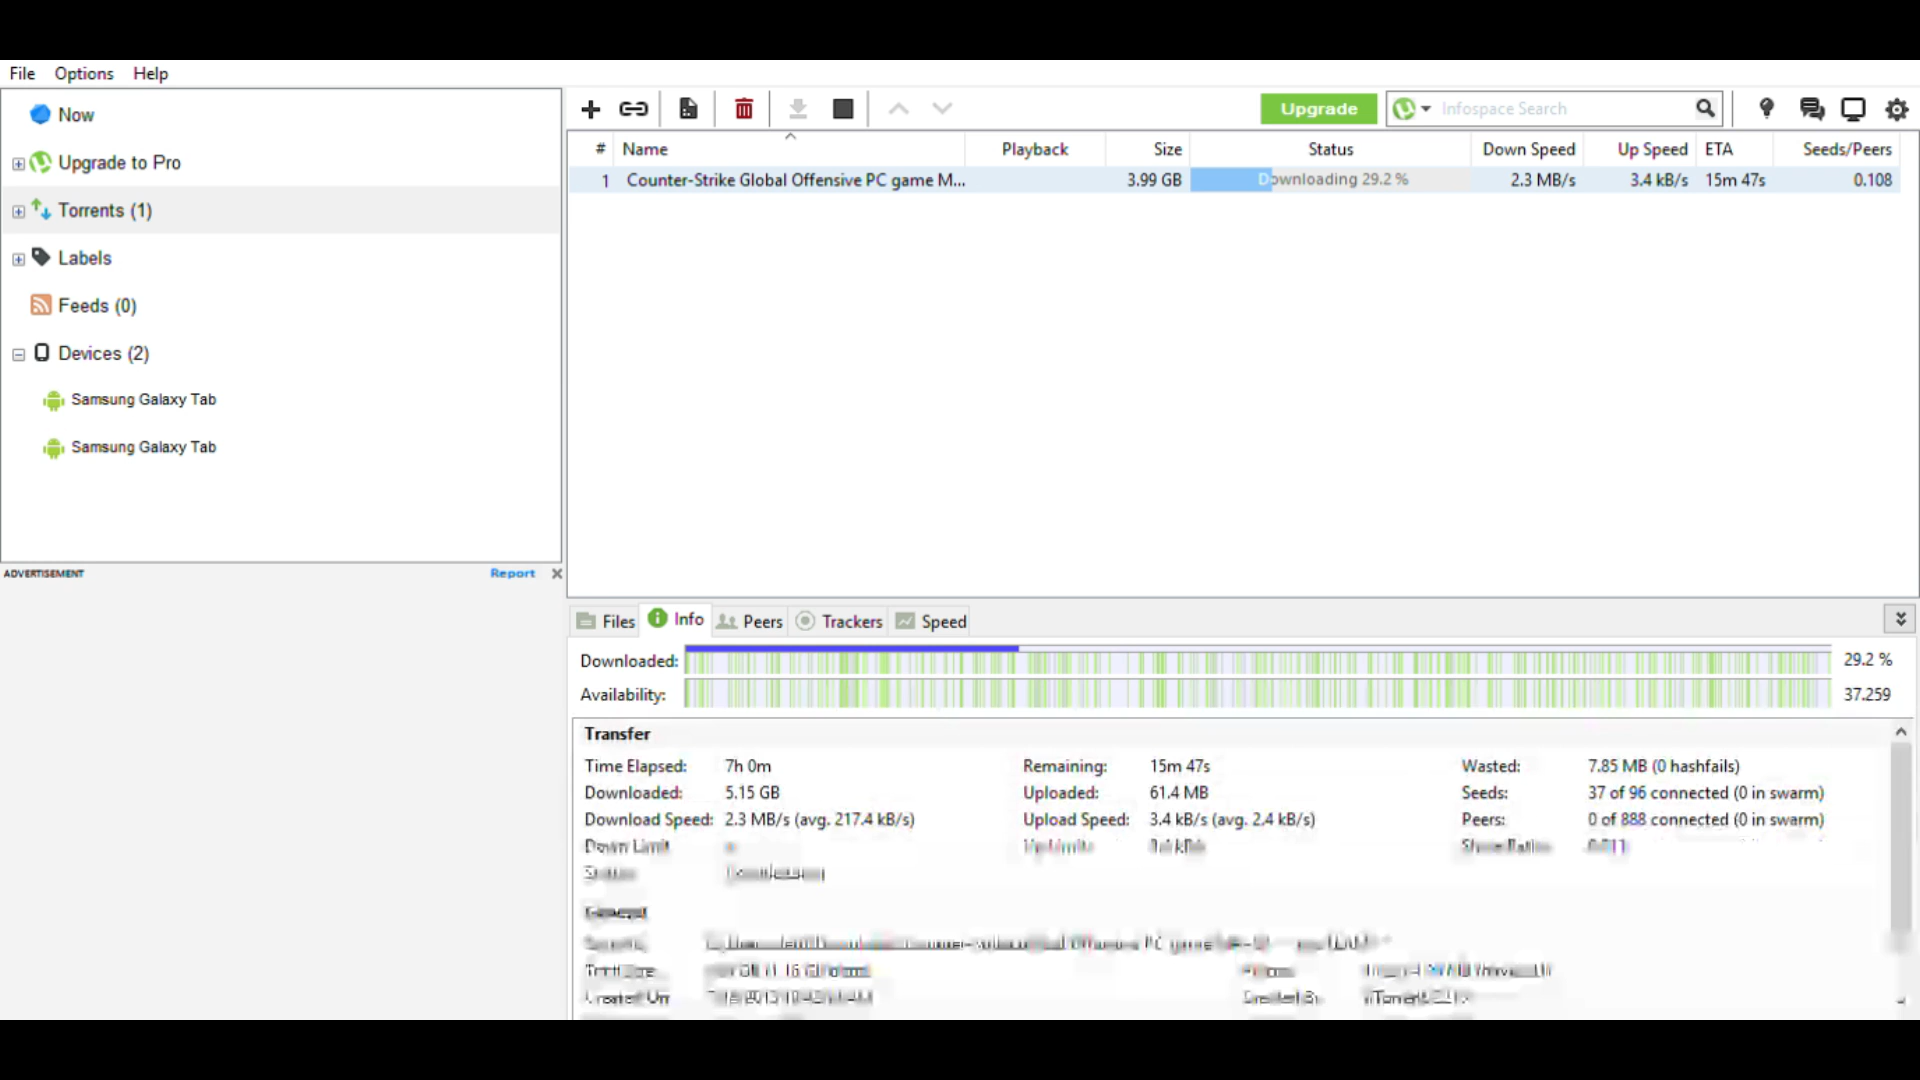 File Options Help
Now
Upgrade to Pro
Torrents (1)
Labels
Feeds (0)
Devices (2)
Samsung Galaxy Tab
Samsung Galaxy Tab
ADVERTISEMENT Report
Upgrade Infospace Search
# Name Playback Size Status Down Speed Up Speed ETA Seeds/Peers
1 Counter-Strike Global Offensive PC game M... 3.99 GB Downloading 29.2 % 2.3 MB/s 3.4 kB/s 15m 47s 0.108
Files Info Peers Trackers Speed
Downloaded: 29.2 %
Availability: 37.259
Transfer
Time Elapsed: 7h 0m Remaining: 15m 47s Wasted: 7.85 MB (0 hashfails)
Downloaded: 5.15 GB Uploaded: 61.4 MB Seeds: 37 of 96 connected (0 in swarm)
Download Speed: 2.3 MB/s (avg. 217.4 kB/s) Upload Speed: 3.4 kB/s (avg. 2.4 kB/s) Peers: 0 of 888 connected (0 in swarm)
Down Limit
General